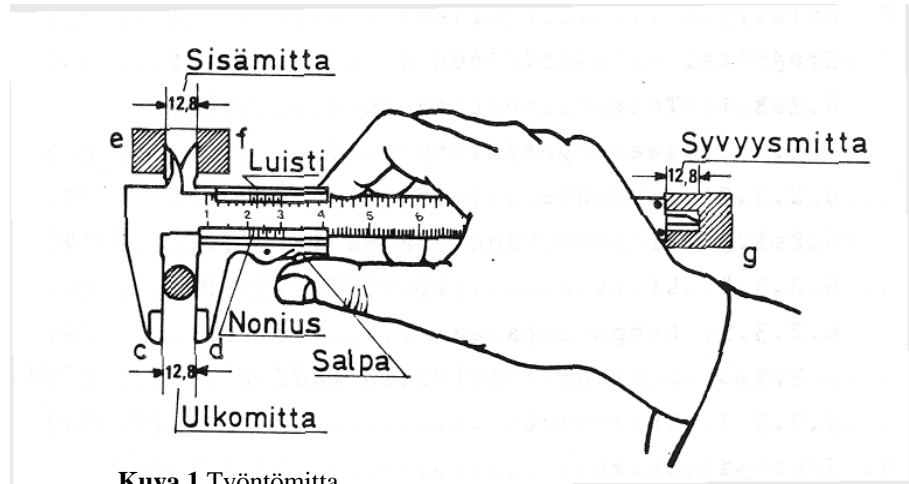 Sisämitta
12,8
e
f
Luisti
Syvyysmitta
12,8
1 2 3 4 5 6
g
Nonius
c
d
Salpa
12,8
Ulkomitta
Kuva 1 Työntömitta